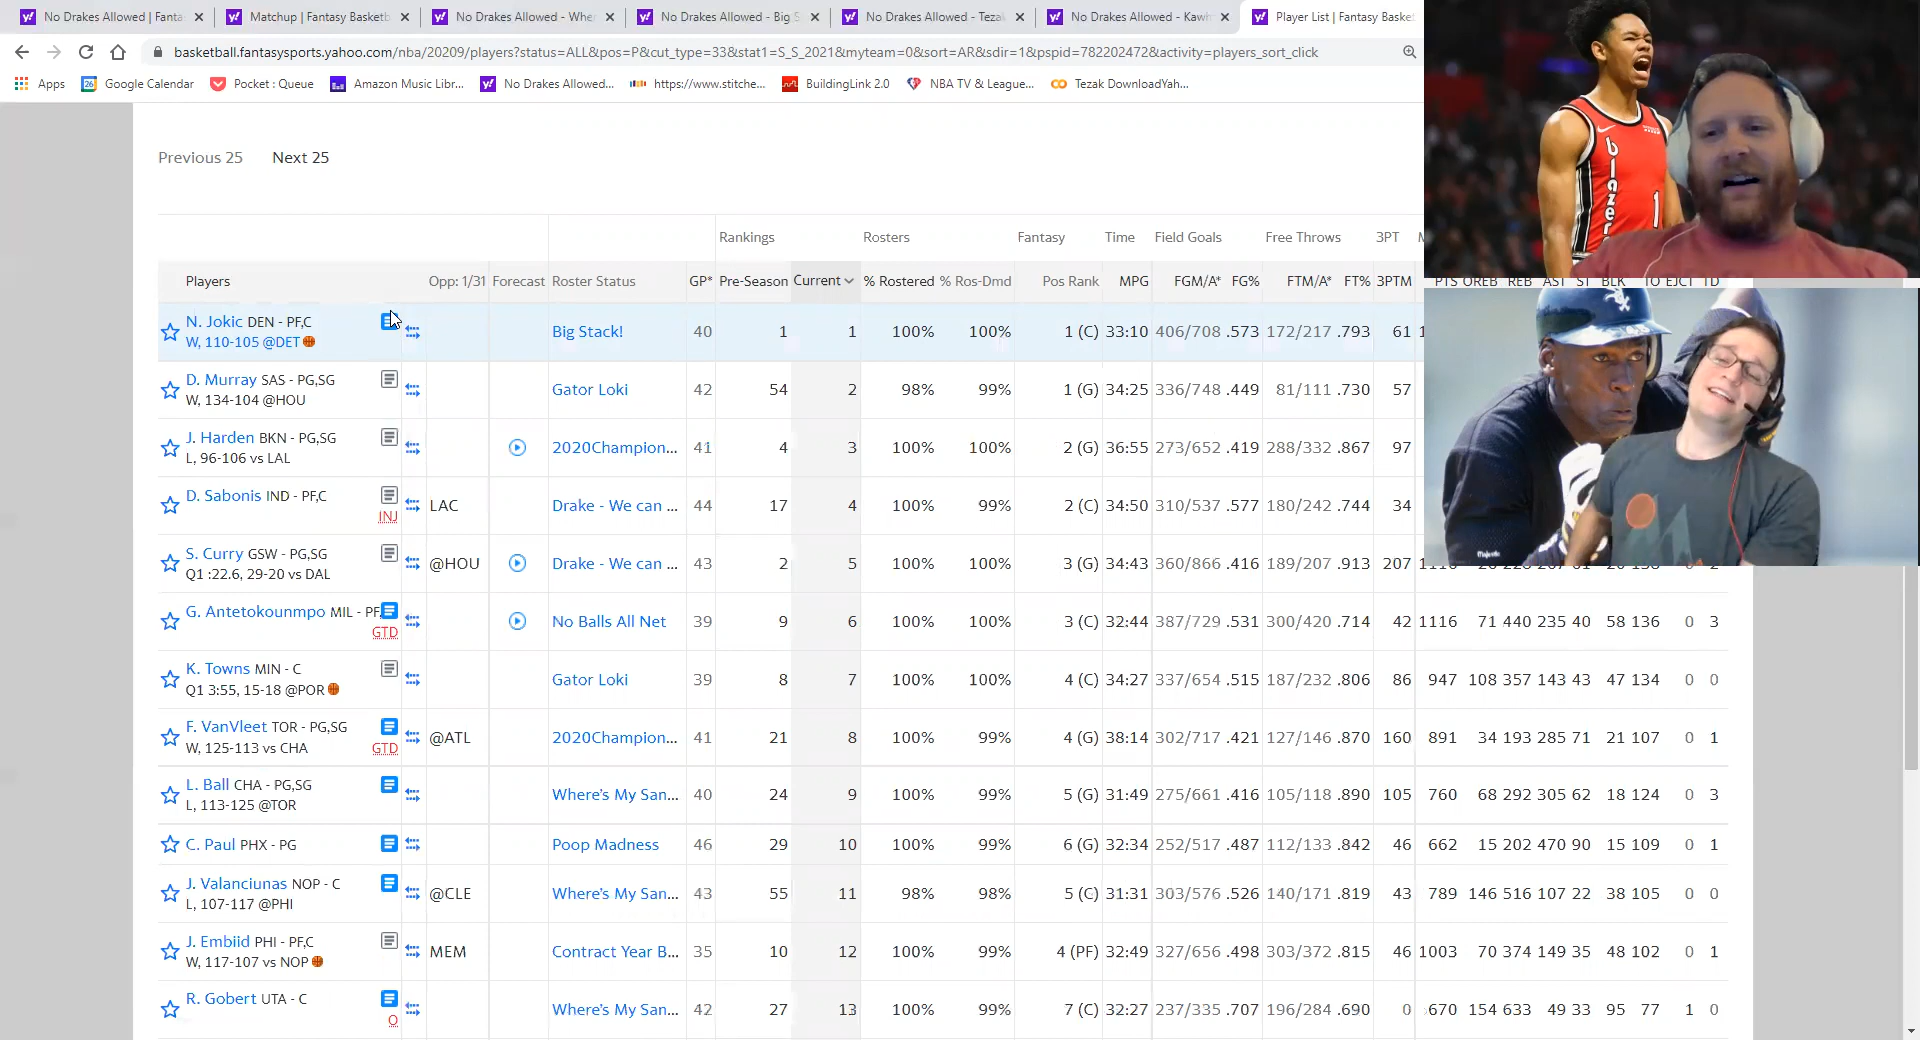 No Drakes Allowed | Fanta
Matchup | Fantasy Basketb
No Drakes Allowed - Wher
No Drakes Allowed - Big S
No Drakes Allowed - Teza
No Drakes Allowed - Kawh
Player List | Fantasy Basket
basketball.fantasysports.yahoo.com/nba/20209/players?status=ALL&pos=P&cut_type=33&stat1=S_S_2021&myteam=0&sort=AR&sdir=1&pspid=782202472&activity=players_sort_click
Apps Google Calendar Pocket : Queue Amazon Music Libr... No Drakes Allowed... https://www.stitche... BuildingLink 2.0 NBA TV & League... Tezak DownloadYah...
Previous 25 Next 25
Rankings Rosters Fantasy Time Field Goals Free Throws 3PT
Players Opp: 1/31 Forecast Roster Status GP* Pre-Season Current % Rostered % Ros-Dmd Pos Rank MPG FGM/A* FG% FTM/A* FT% 3PTM PTS OREB REB AST ST BLK TO EJCT TD
N. Jokic DEN - PF,C
W, 110-105 @DET
Big Stack! 40 1 1 100% 100% 1 (C) 33:10 406/708 .573 172/217 .793 61
D. Murray SAS - PG,SG
W, 134-104 @HOU
Gator Loki 42 54 2 98% 99% 1 (G) 34:25 336/748 .449 81/111 .730 57
J. Harden BKN - PG,SG
L, 96-106 vs LAL
2020Champion... 41 4 3 100% 100% 2 (G) 36:55 273/652 .419 288/332 .867 97
D. Sabonis IND - PF,C
INJ
LAC Drake - We can ... 44 17 4 100% 99% 2 (C) 34:50 310/537 .577 180/242 .744 34
S. Curry GSW - PG,SG
Q1 :22.6, 29-20 vs DAL
@HOU Drake - We can ... 43 2 5 100% 100% 3 (G) 34:43 360/866 .416 189/207 .913 207
G. Antetokounmpo MIL - PF,
GTD
No Balls All Net 39 9 6 100% 100% 3 (C) 32:44 387/729 .531 300/420 .714 42 1116 71 440 235 40 58 136 0 3
K. Towns MIN - C
Q1 3:55, 15-18 @POR
Gator Loki 39 8 7 100% 100% 4 (C) 34:27 337/654 .515 187/232 .806 86 947 108 357 143 43 47 134 0 0
F. VanVleet TOR - PG,SG
W, 125-113 vs CHA GTD
@ATL 2020Champion... 41 21 8 100% 99% 4 (G) 38:14 302/717 .421 127/146 .870 160 891 34 193 285 71 21 107 0 1
L. Ball CHA - PG,SG
L, 113-125 @TOR
Where's My San... 40 24 9 100% 99% 5 (G) 31:49 275/661 .416 105/118 .890 105 760 68 292 305 62 18 124 0 3
C. Paul PHX - PG Poop Madness 46 29 10 100% 99% 6 (G) 32:34 252/517 .487 112/133 .842 46 662 15 202 470 90 15 109 0 1
J. Valanciunas NOP - C
L, 107-117 @PHI
@CLE Where's My San... 43 55 11 98% 98% 5 (C) 31:31 303/576 .526 140/171 .819 43 789 146 516 107 22 38 105 0 0
J. Embiid PHI - PF,C
W, 117-107 vs NOP
MEM Contract Year B... 35 10 12 100% 99% 4 (PF) 32:49 327/656 .498 303/372 .815 46 1003 70 374 149 35 48 102 0 1
R. Gobert UTA - C
O
Where's My San... 42 27 13 100% 99% 7 (C) 32:27 237/335 .707 196/284 .690 0 670 154 633 49 33 95 77 1 0
blazers
1